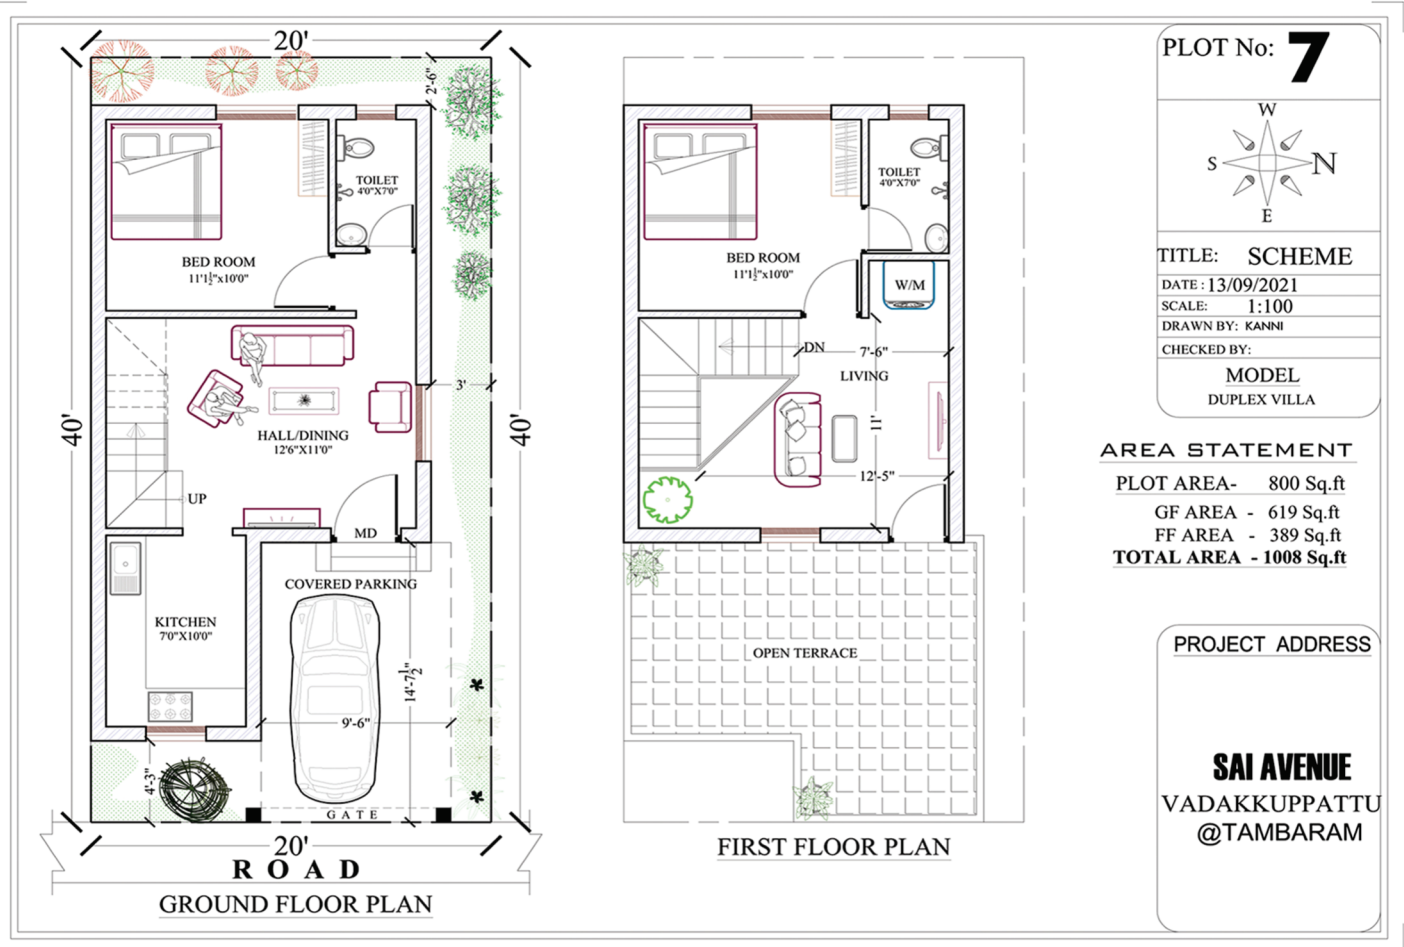 20'
2'-6"
TOILET
4'0"X7'0"
BED ROOM
11'1½"x10'0"
40'
3'
40'
HALL/DINING
12'6"X11'0"
UP
MD
COVERED PARKING
KITCHEN
7'0"X10'0"
14'-7½"
9'-6"
4'-3"
GATE
20'
ROAD
GROUND FLOOR PLAN
TOILET
4'0"X7'0"
BED ROOM
11'1½"x10'0"
W/M
DN
7'-6"
LIVING
11'
12'-5"
OPEN TERRACE
FIRST FLOOR PLAN
PLOT No: 7
W
S N
E
TITLE: SCHEME
DATE : 13/09/2021
SCALE: 1:100
DRAWN BY: KANNI
CHECKED BY:
MODEL
DUPLEX VILLA
AREA STATEMENT
PLOT AREA- 800 Sq.ft
GF AREA - 619 Sq.ft
FF AREA - 389 Sq.ft
TOTAL AREA - 1008 Sq.ft
PROJECT ADDRESS
SAI AVENUE
VADAKKUPPATTU
@TAMBARAM